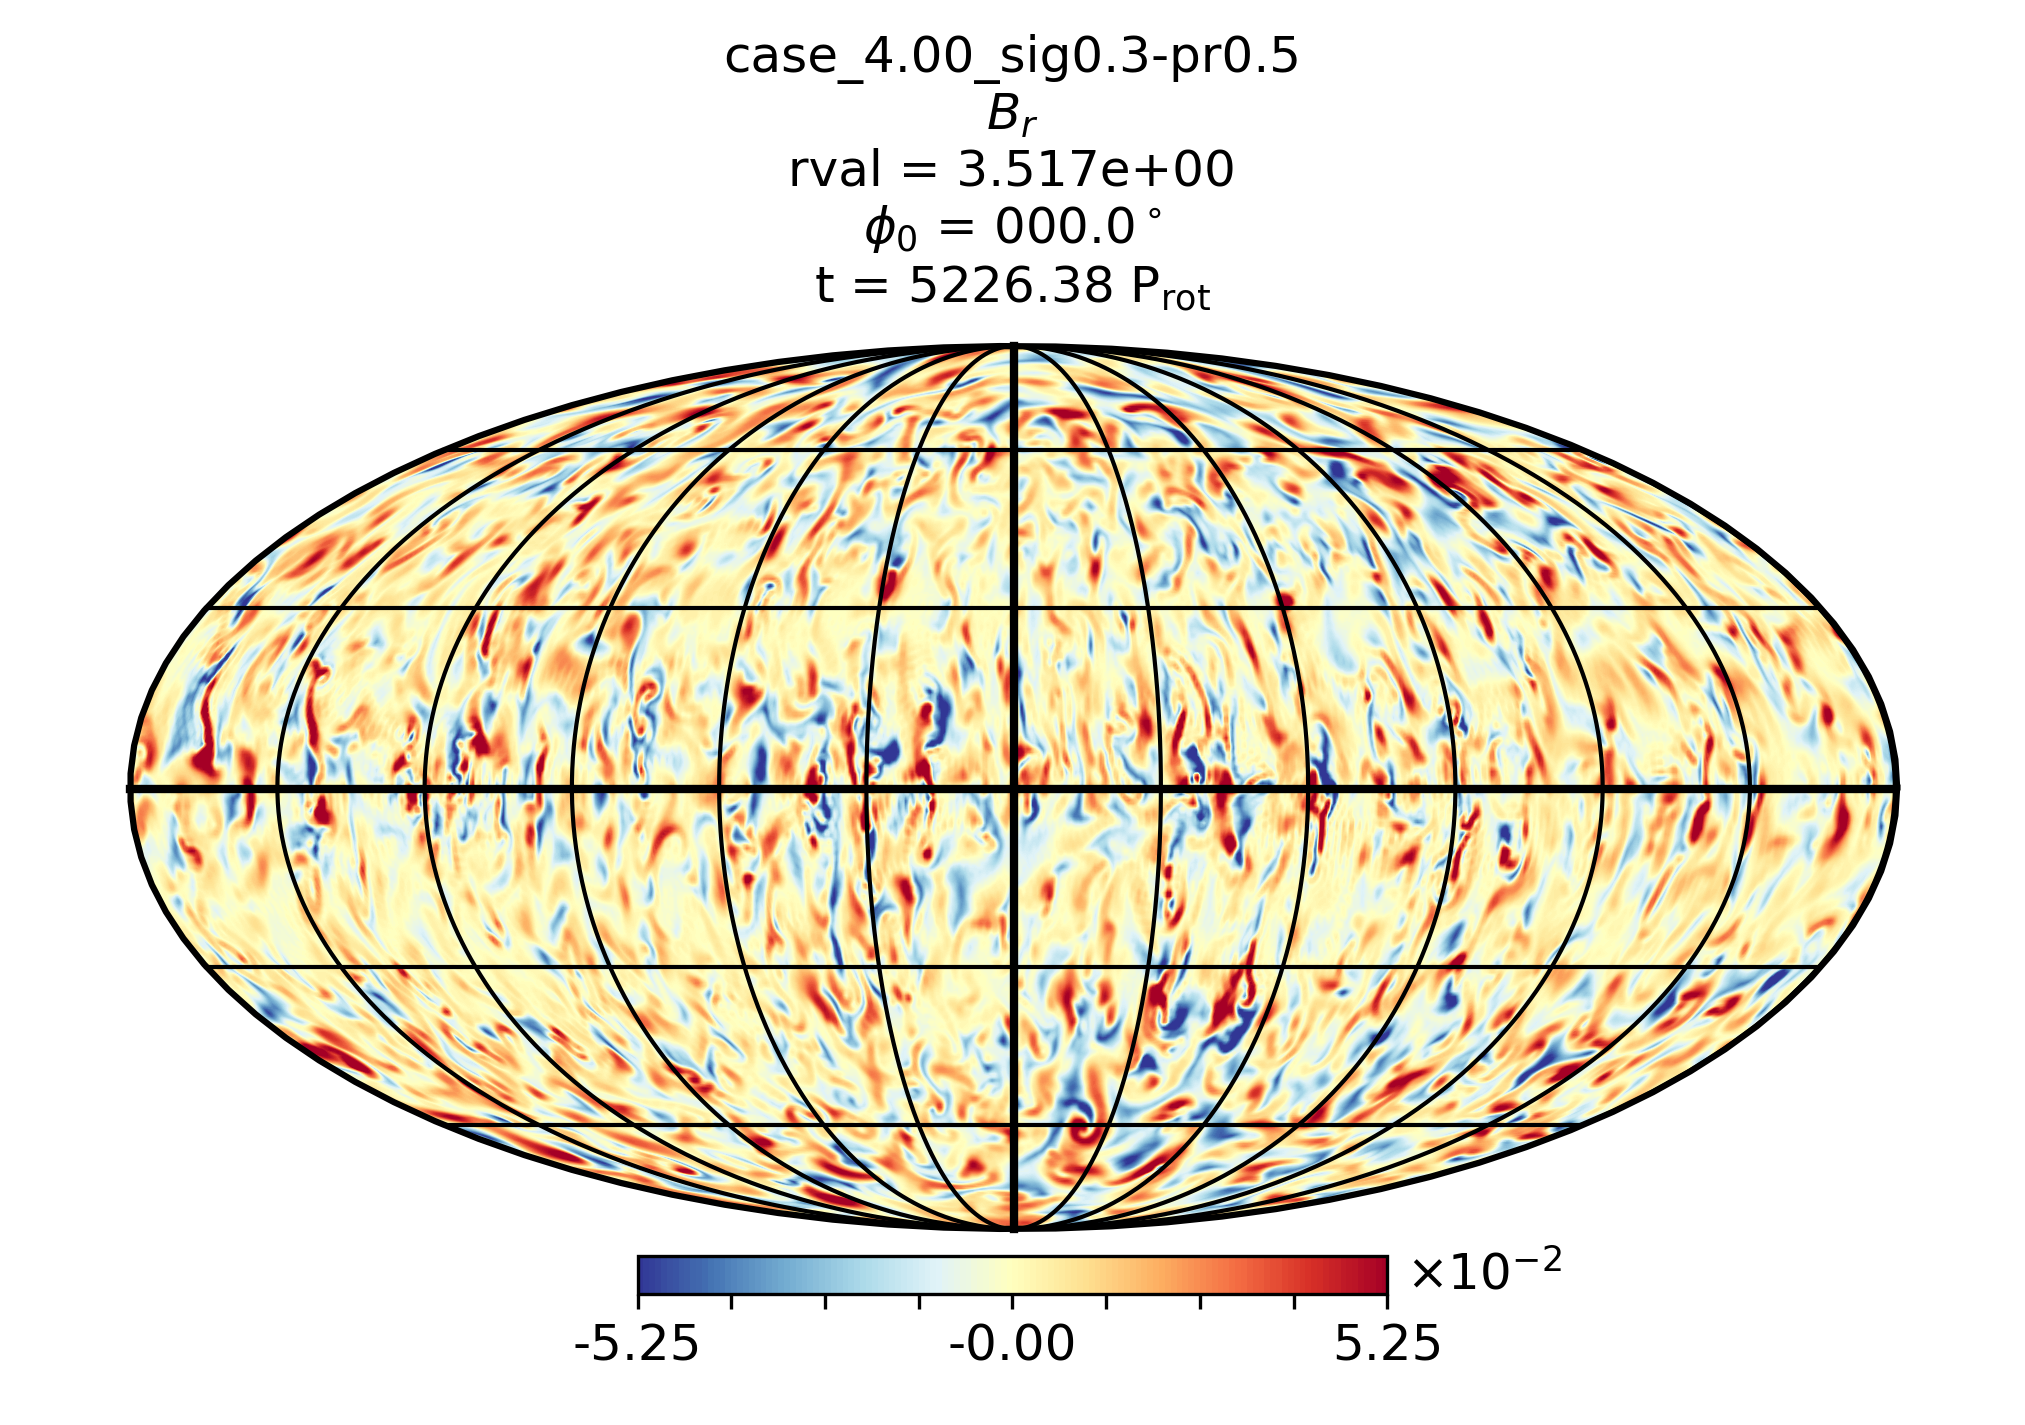 case_4.00_sig0.3-pr0.5
B_r
rval = 3.517e+00
ϕ₀ = 000.0°
t = 5226.38 P_rot
×10⁻²
-5.25 -0.00 5.25